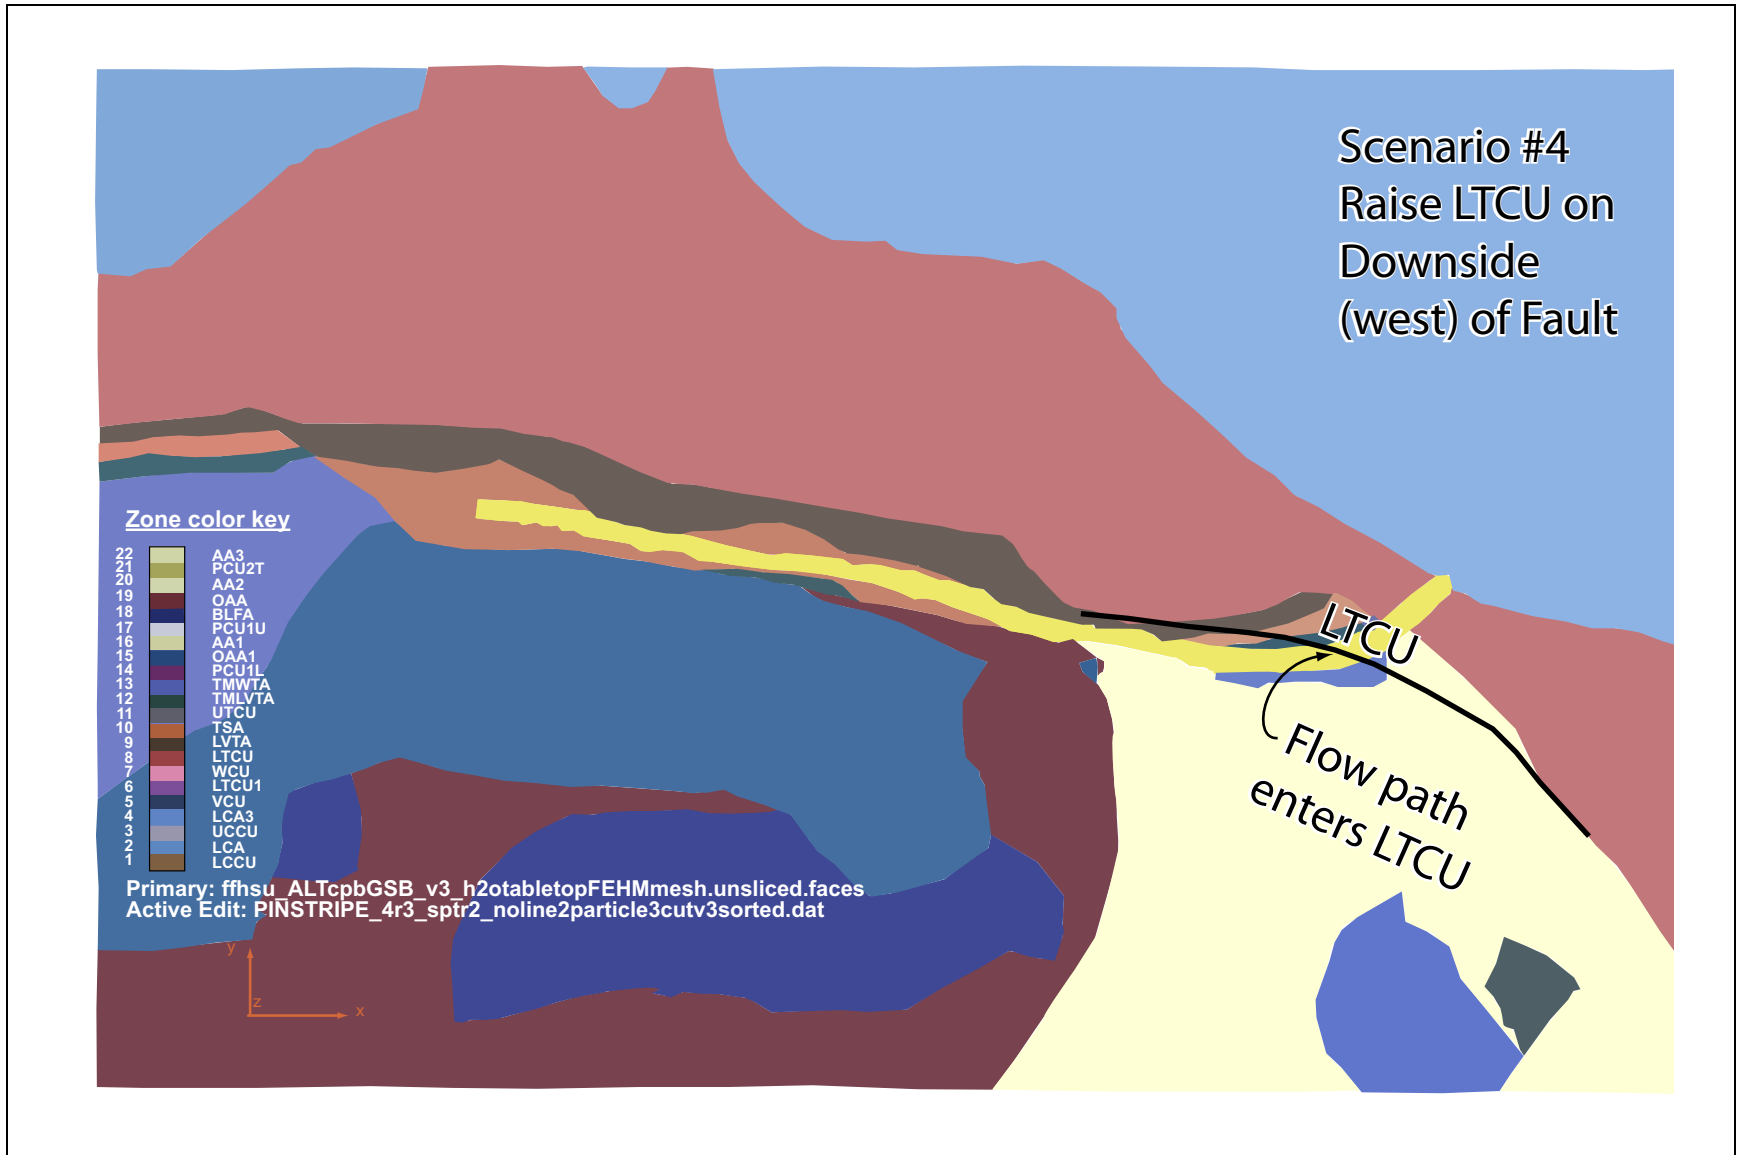 Scenario #4
Raise LTCU on
Downside
(west) of Fault
LTCU
Flow path
enters LTCU
Zone color key
22 AA3
21 PCU2T
20 AA2
19 OAA
18 BLFA
17 PCU1U
16 AA1
15 OAA1
14 PCU1L
13 TMWTA
12 TMLVTA
11 UTCU
10 TSA
9 LVTA
8 LTCU
7 WCU
6 LTCU1
5 VCU
4 LCA3
3 UCCU
2 LCA
1 LCCU
Primary: ffhsu_ALTcpbGSB_v3_h2otabletopFEHMmesh.unsliced.faces
Active Edit: PINSTRIPE_4r3_sptr2_noline2particle3cutv3sorted.dat
y
z
x